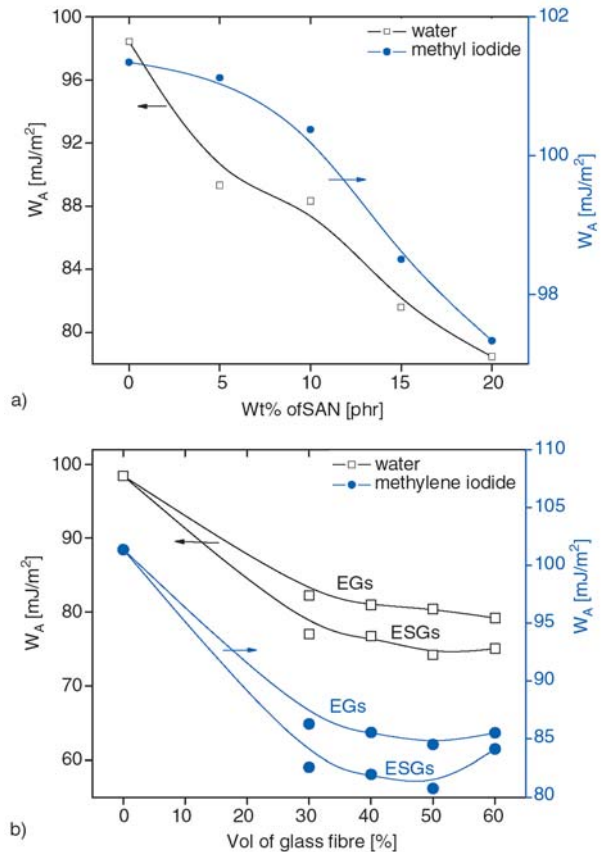 100
96
92
88
84
80
W_A [mJ/m²]
water
methyl iodide
102
100
98
W_A [mJ/m²]
0 5 10 15 20
Wt% ofSAN [phr]
a)
100
90
80
70
60
W_A [mJ/m²]
water
methylene iodide
EGs
ESGs
EGs
ESGs
110
105
100
95
90
85
80
W_A [mJ/m²]
0 10 20 30 40 50 60
Vol of glass fibre [%]
b)